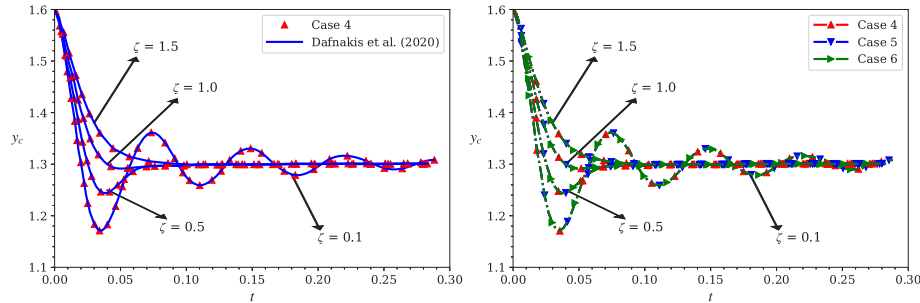 1.6
1.5
1.4
1.3
1.2
1.1
y_c
0.00 0.05 0.10 0.15 0.20 0.25 0.30
t
Case 4
Dafnakis et al. (2020)
ζ = 1.5
ζ = 1.0
ζ = 0.5
ζ = 0.1
1.6
1.5
1.4
1.3
1.2
1.1
y_c
0.00 0.05 0.10 0.15 0.20 0.25 0.30
t
Case 4
Case 5
Case 6
ζ = 1.5
ζ = 1.0
ζ = 0.5
ζ = 0.1